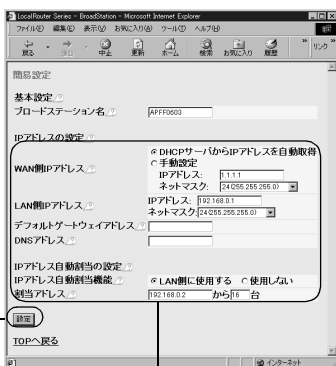 LocalRouter Series - BroadStation - Microsoft Internet Explorer
ファイル(F) 編集(E) 表示(V) お気に入り(A) ツール(T) ヘルプ(H)
戻る 進む 中止 更新 ホーム 検索 お気に入り 履歴 » リンク »
簡易設定
基本設定 ?
ブロードステーション名 ? APFF0603
IPアドレスの設定 ?
WAN側IPアドレス ? DHCPサーバからIPアドレスを自動取得
手動設定
IPアドレス: 1.1.1.1
ネットマスク: 24(255.255.255.0)
LAN側IPアドレス ? IPアドレス: 192.168.0.1
ネットマスク: 24(255.255.255.0)
デフォルトゲートウェイアドレス ?
DNSアドレス ?
IPアドレス自動割当の設定 ?
IPアドレス自動割当機能 ? LAN側に使用する 使用しない
割当アドレス ? 192.168.0.2 から 16 台
設定
TOPへ戻る
インターネット